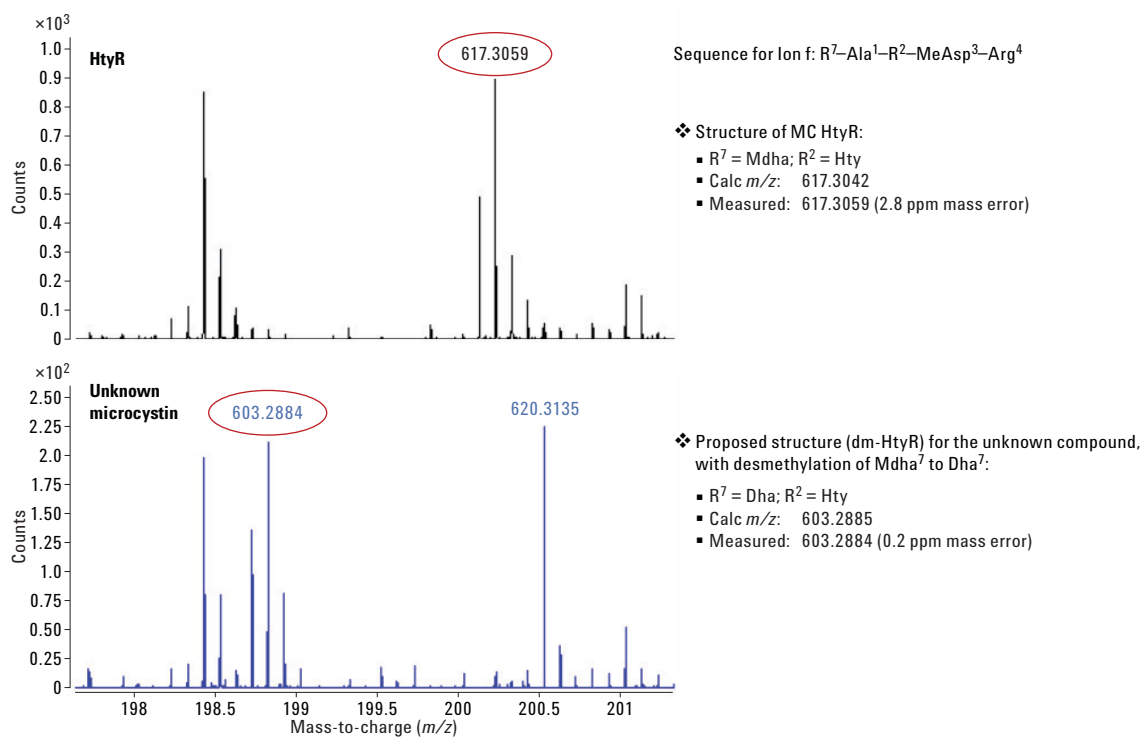 ×10³
1.0
0.9
0.8
0.7
0.6
0.5
0.4
0.3
0.2
0.1
0
Counts
HtyR
617.3059
Sequence for Ion f: R⁷–Ala¹–R²–MeAsp³–Arg⁴
❖ Structure of MC HtyR:
▪ R⁷ = Mdha; R² = Hty
▪ Calc m/z: 617.3042
▪ Measured: 617.3059 (2.8 ppm mass error)
×10²
2.50
2.25
2.00
1.75
1.50
1.25
1.00
0.75
0.50
0.25
0
Counts
Unknown
microcystin
603.2884
620.3135
198 198.5 199 199.5 200 200.5 201
Mass-to-charge (m/z)
❖ Proposed structure (dm-HtyR) for the unknown compound,
with desmethylation of Mdha⁷ to Dha⁷:
▪ R⁷ = Dha; R² = Hty
▪ Calc m/z: 603.2885
▪ Measured: 603.2884 (0.2 ppm mass error)